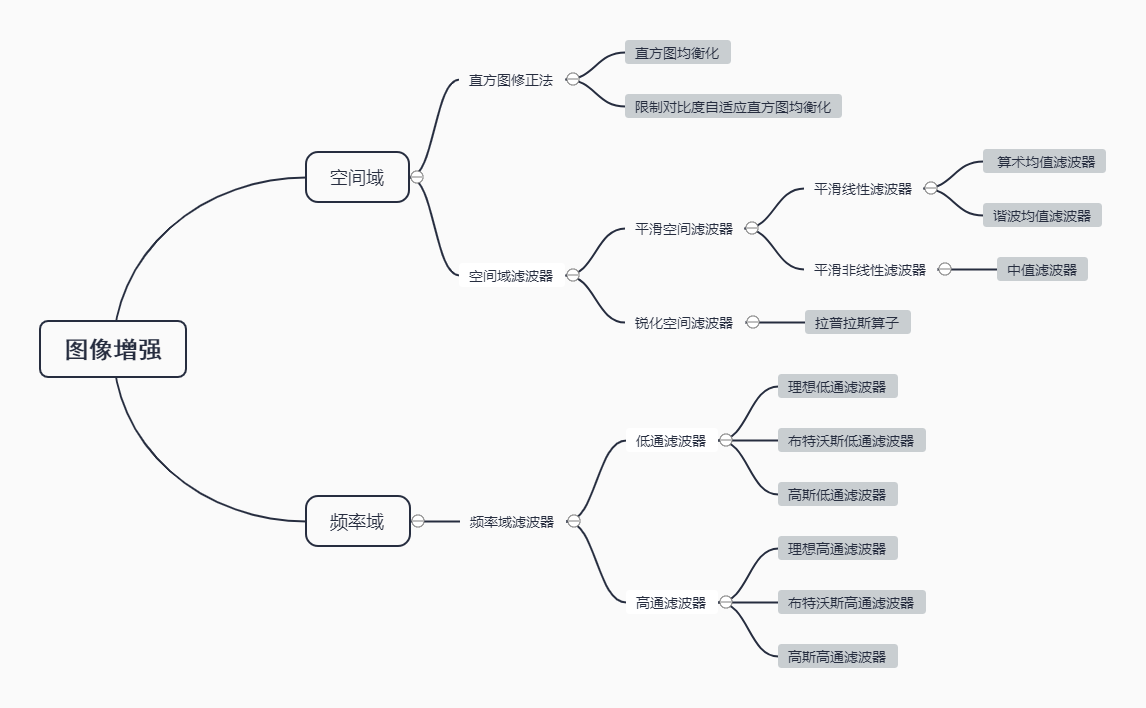 图像增强
空间域
直方图修正法
直方图均衡化
限制对比度自适应直方图均衡化
空间域滤波器
平滑空间滤波器
平滑线性滤波器
算术均值滤波器
谐波均值滤波器
平滑非线性滤波器
中值滤波器
锐化空间滤波器
拉普拉斯算子
频率域
频率域滤波器
低通滤波器
理想低通滤波器
布特沃斯低通滤波器
高斯低通滤波器
高通滤波器
理想高通滤波器
布特沃斯高通滤波器
高斯高通滤波器